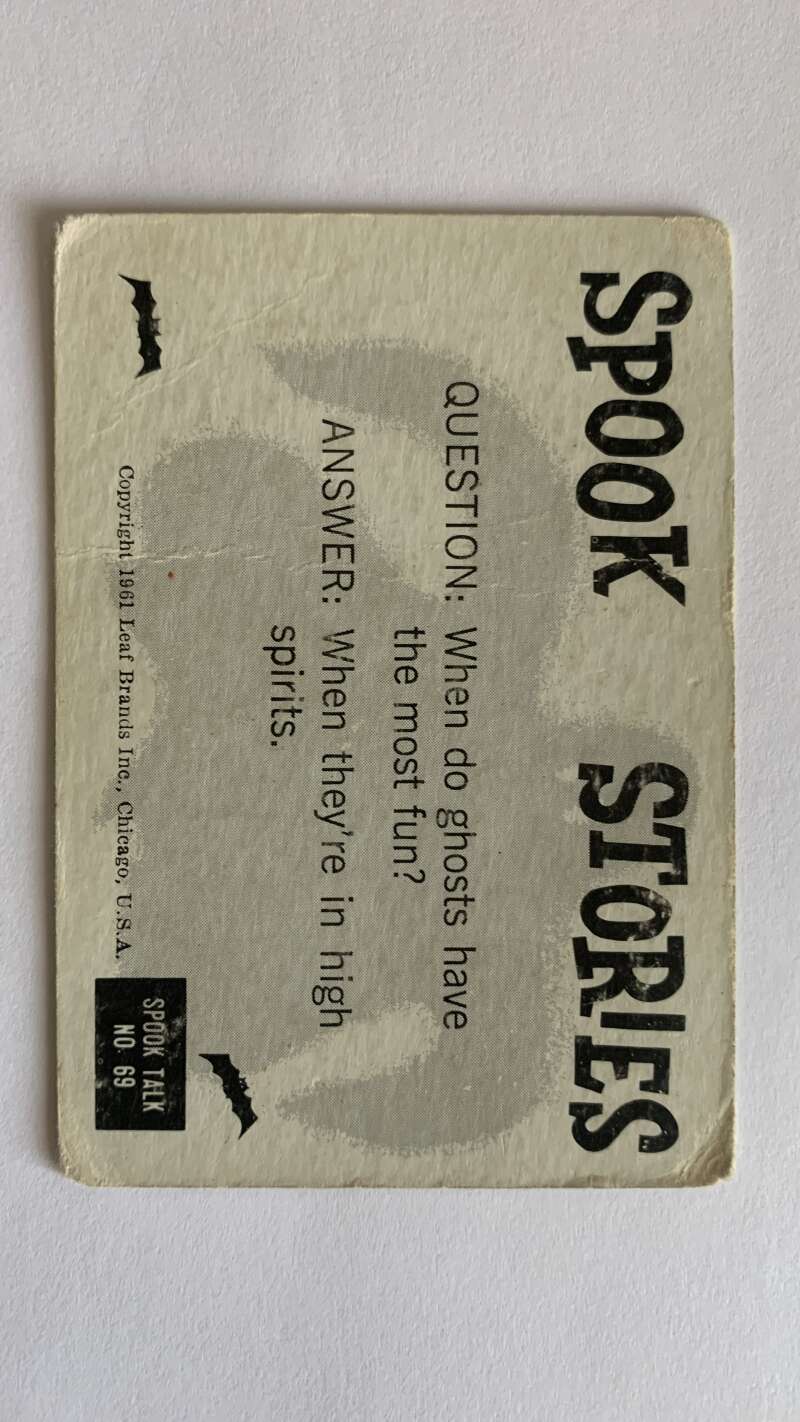 SPOOK STORIES
QUESTION: When do ghosts have
the most fun?
ANSWER: When they're in high
spirits.
Copyright 1961 Leaf Brands Inc., Chicago, U.S.A.
SPOOK TALK
NO. 69